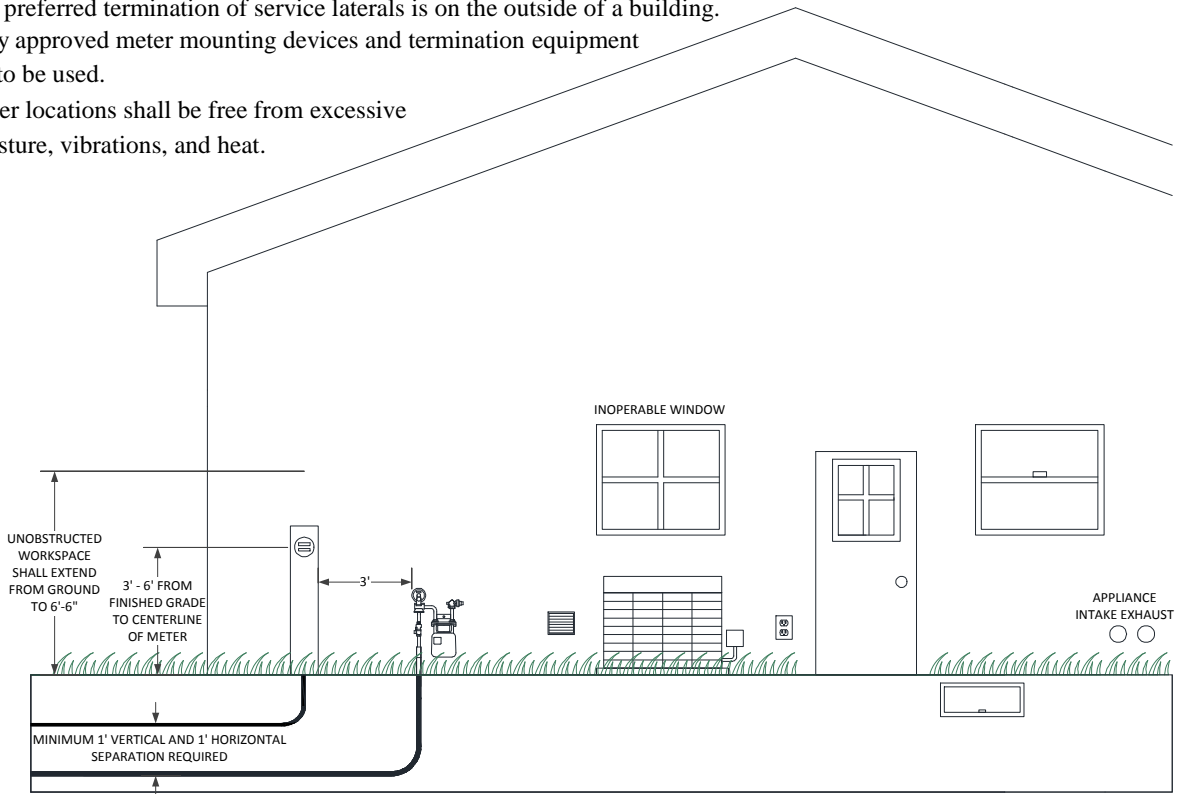 preferred termination of service laterals is on the outside of a building.
y approved meter mounting devices and termination equipment
to be used.
er locations shall be free from excessive
sture, vibrations, and heat.
INOPERABLE WINDOW
UNOBSTRUCTED
WORKSPACE
SHALL EXTEND
FROM GROUND
TO 6'-6"
3' - 6' FROM
FINISHED GRADE
TO CENTERLINE
OF METER
3'
APPLIANCE
INTAKE EXHAUST
MINIMUM 1' VERTICAL AND 1' HORIZONTAL
SEPARATION REQUIRED